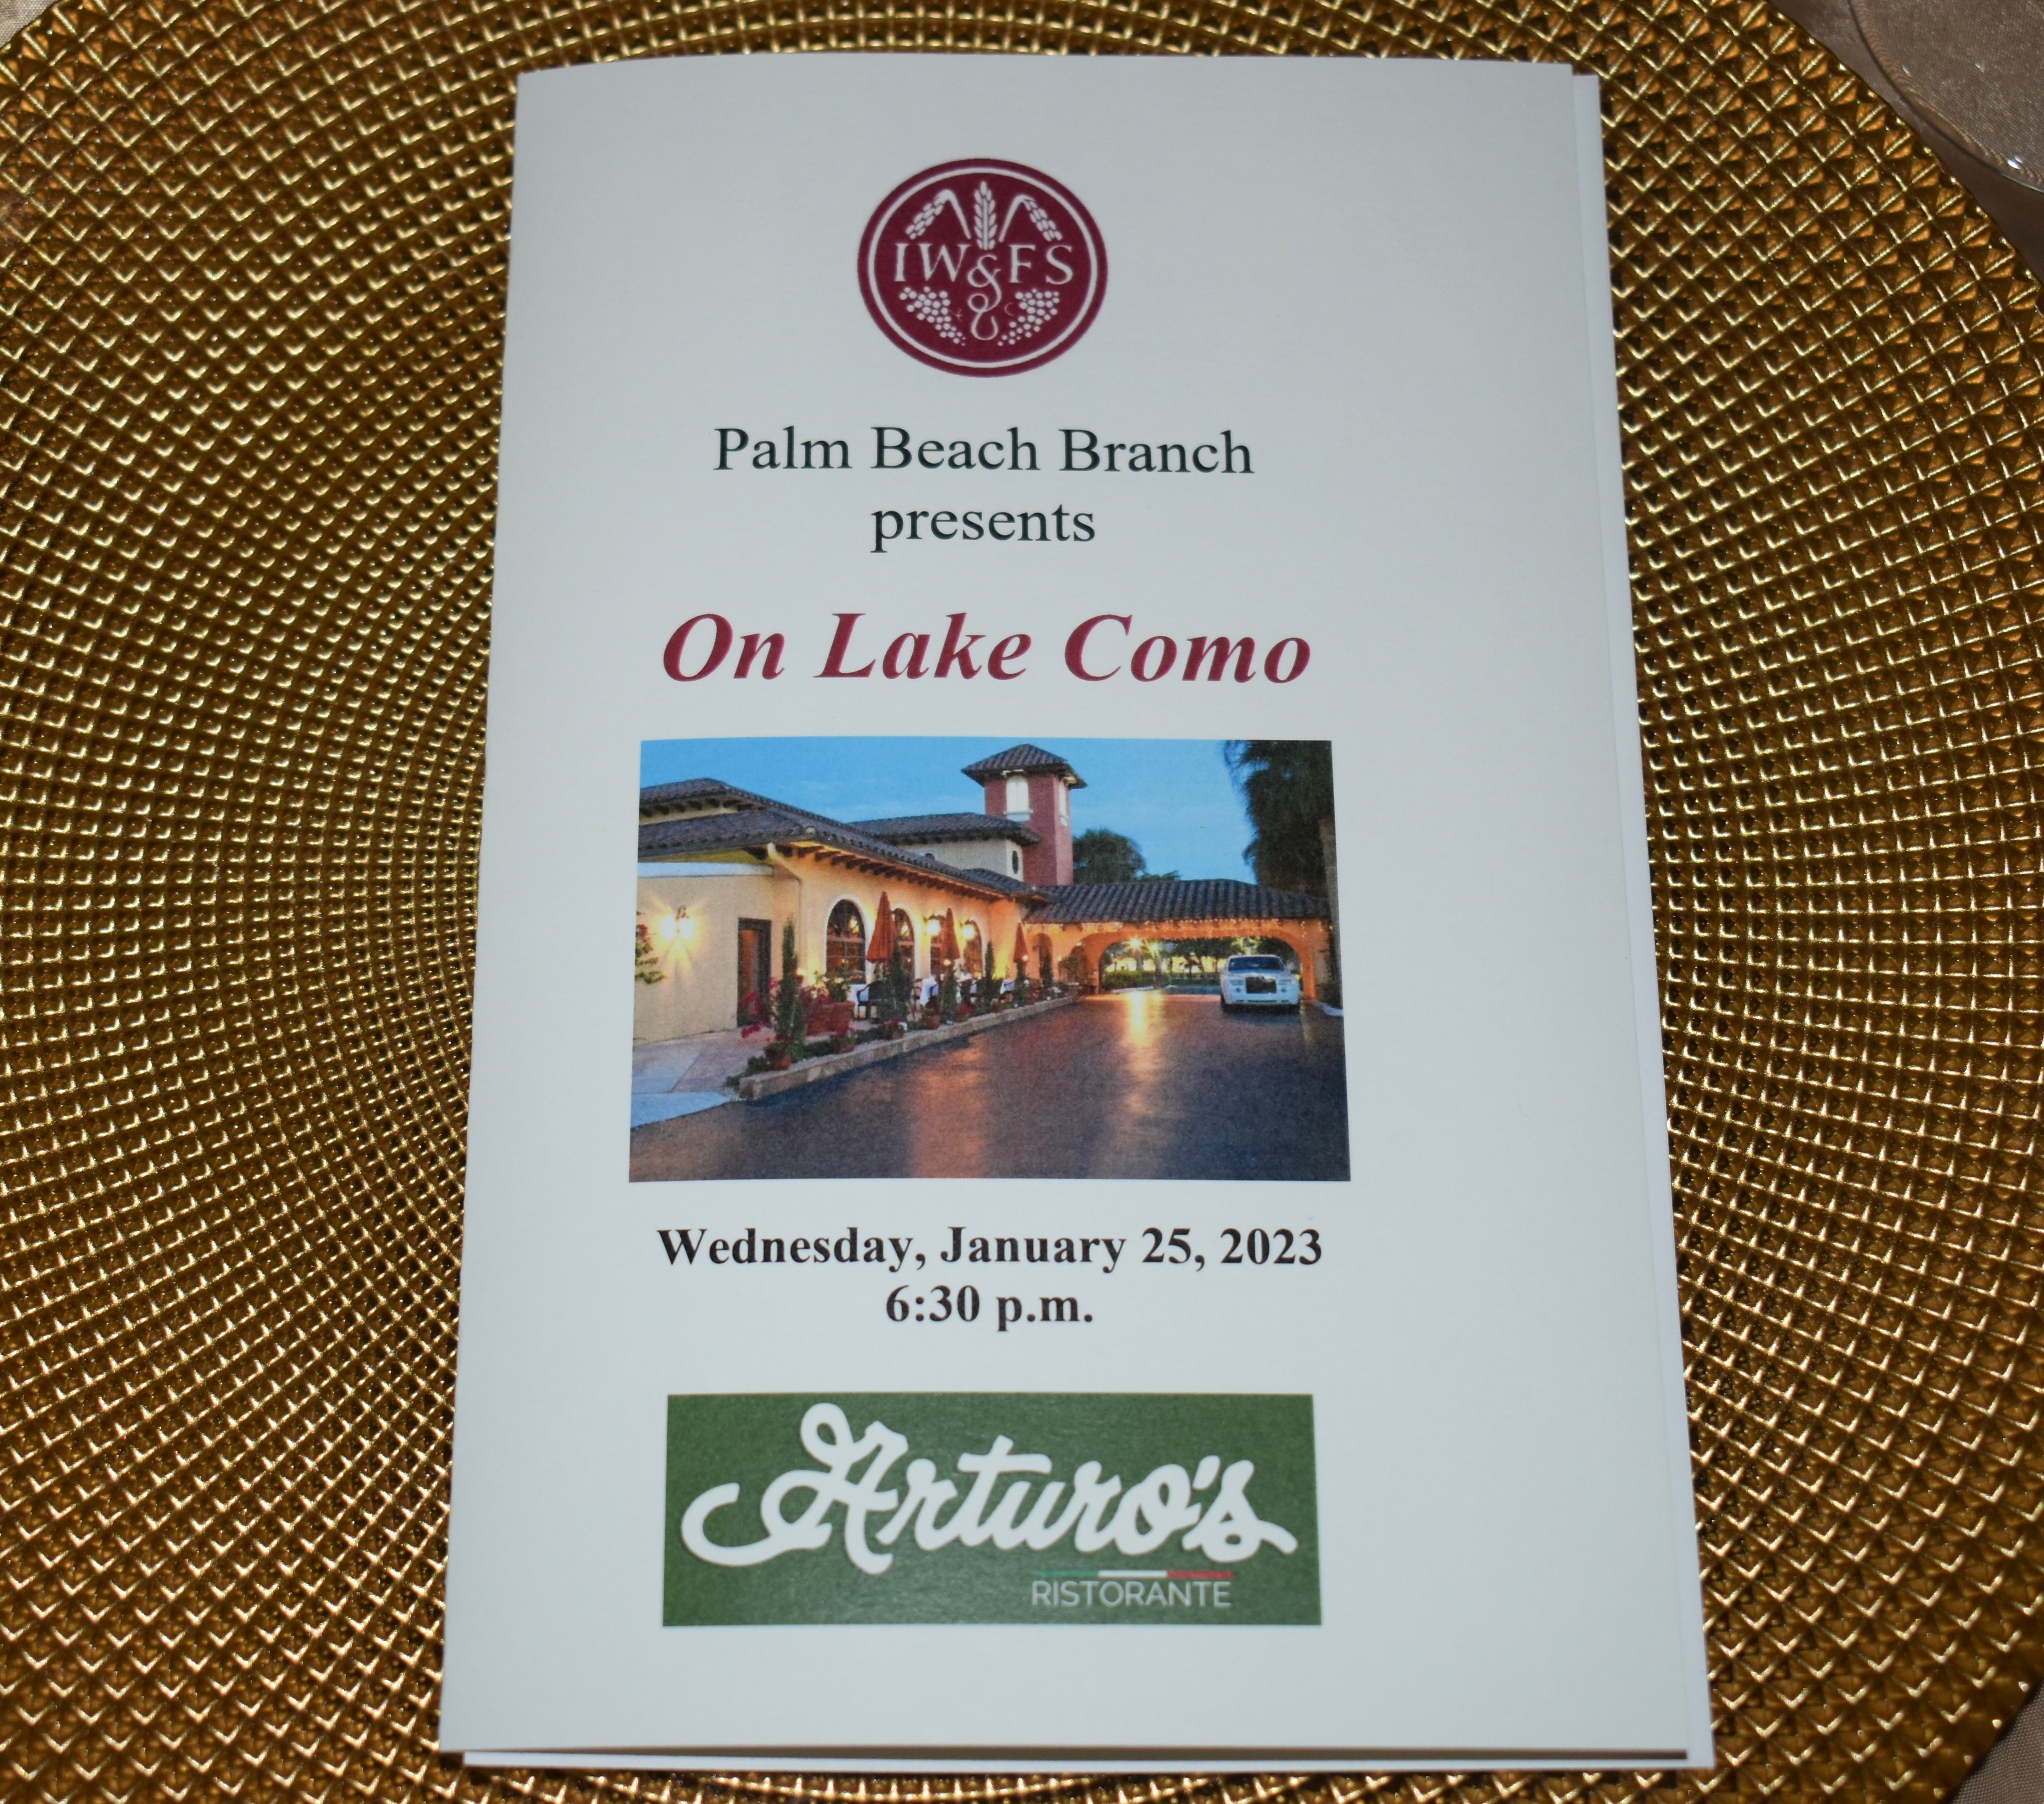 IW&FS
Palm Beach Branch
presents
On Lake Como
Wednesday, January 25, 2023
6:30 p.m.
Arturo's
RISTORANTE